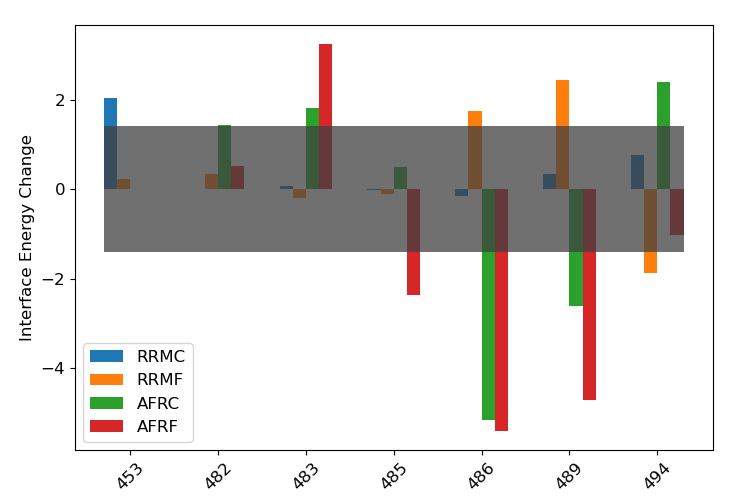 Interface Energy Change
2
0
−2
−4
RRMC
RRMF
AFRC
AFRF
453 482 483 485 486 489 494